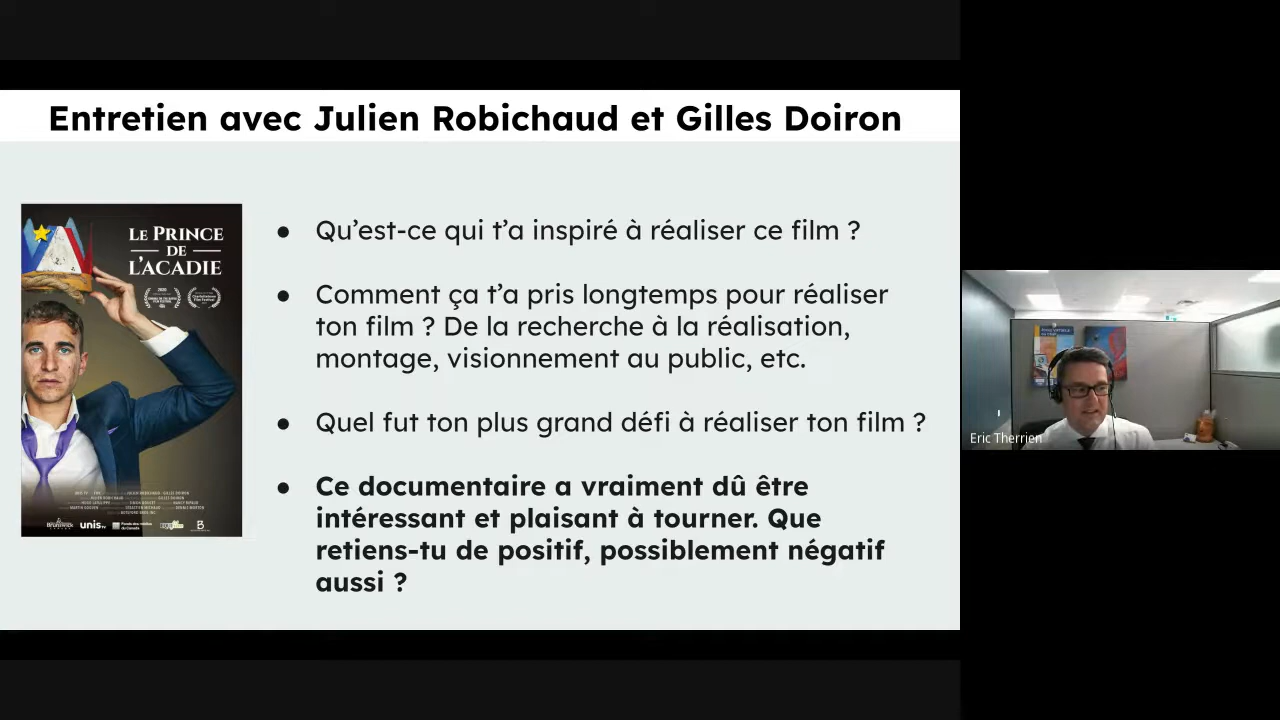 Entretien avec Julien Robichaud et Gilles Doiron
LE PRINCE
DE
L'ACADIE
● Qu’est-ce qui t’a inspiré à réaliser ce film ?
● Comment ça t’a pris longtemps pour réaliser
ton film ? De la recherche à la réalisation,
montage, visionnement au public, etc.
● Quel fut ton plus grand défi à réaliser ton film ?
● Ce documentaire a vraiment dû être
intéressant et plaisant à tourner. Que
retiens-tu de positif, possiblement négatif
aussi ?
unis tv
Eric Therrien